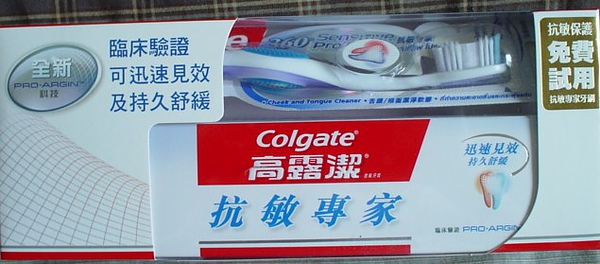 全新
PRO-ARGIN
科技
臨床驗證
可迅速見效
及持久舒緩
360° Sensitive
Pro
Cheek and Tongue Cleaner
抗敏保護
免費
試用
抗敏專家牙刷
Colgate®
高露潔®
抗敏專家
迅速見效
持久舒緩
臨床驗證 PRO-ARGIN